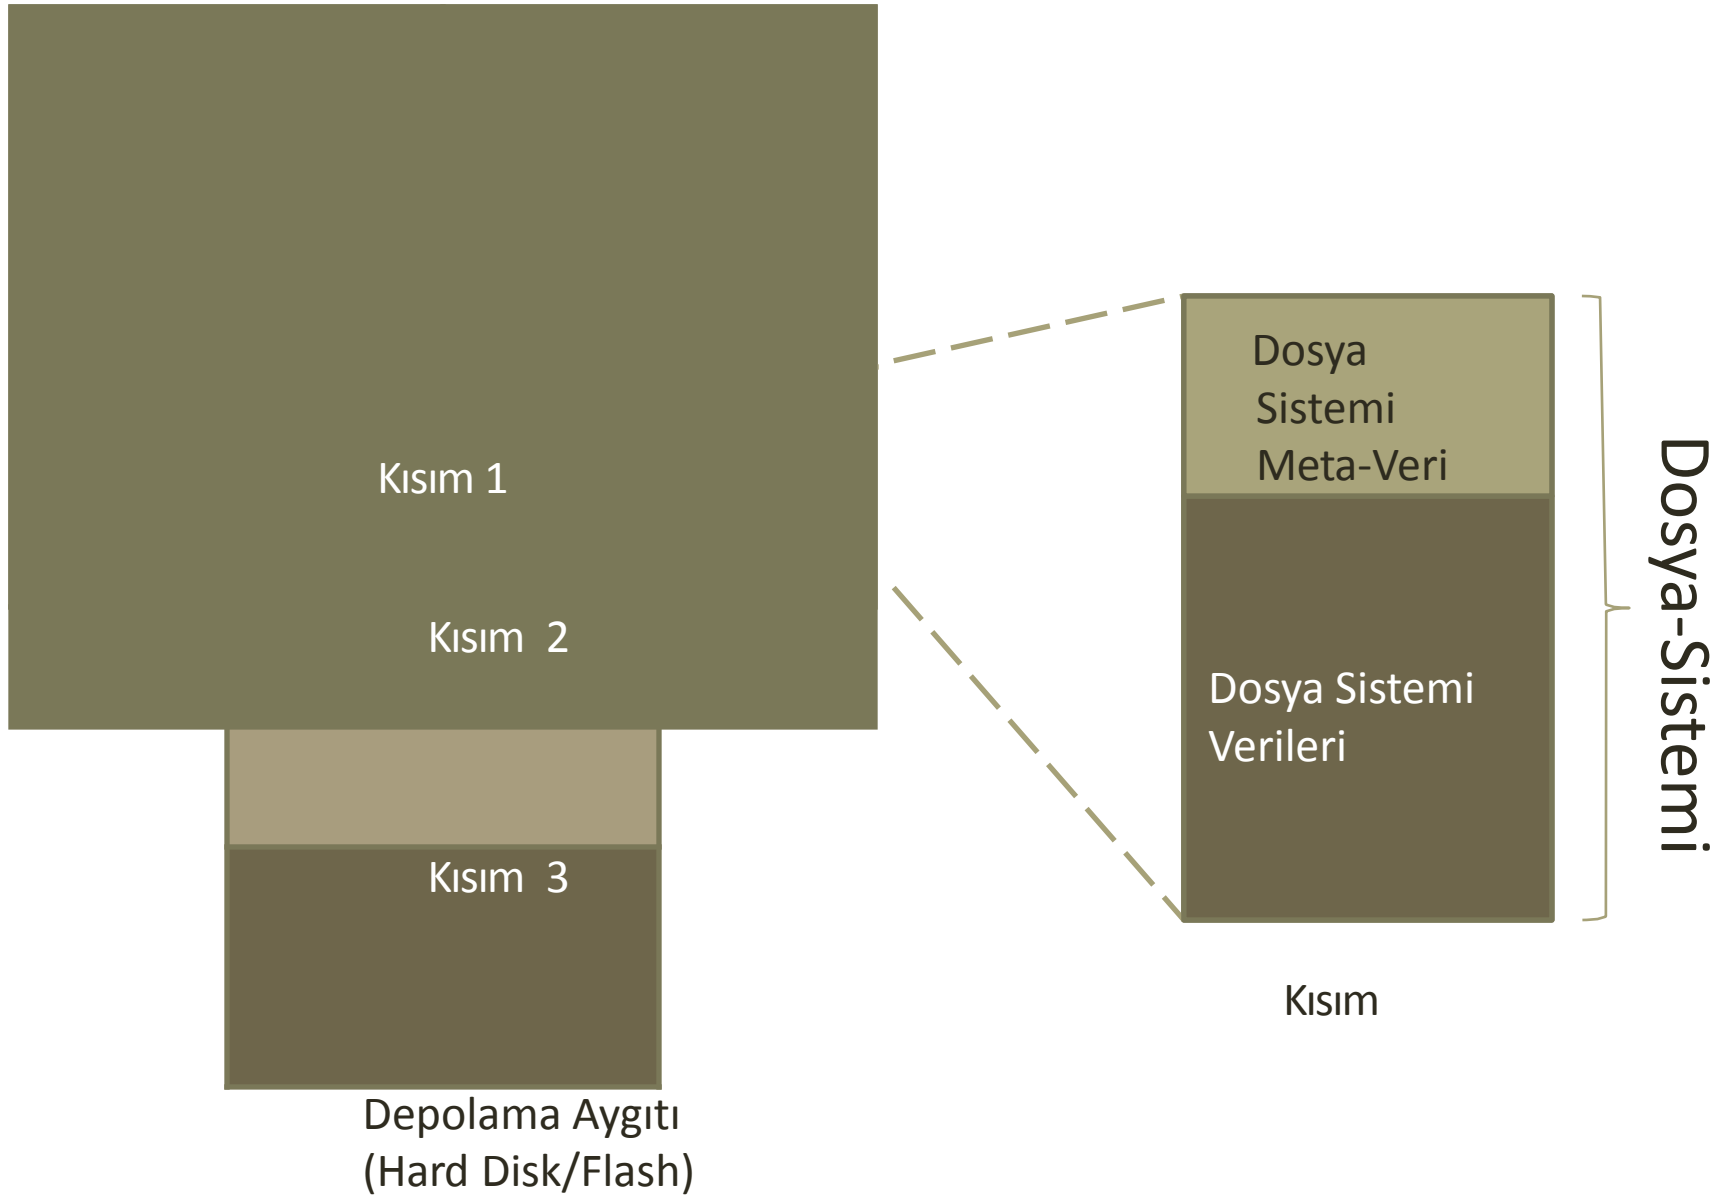 Kısım 1
Kısım 2
Kısım 3
Depolama Aygıtı
(Hard Disk/Flash)
Dosya
Sistemi
Meta-Veri
Dosya Sistemi
Verileri
Kısım
Dosya-Sistemi